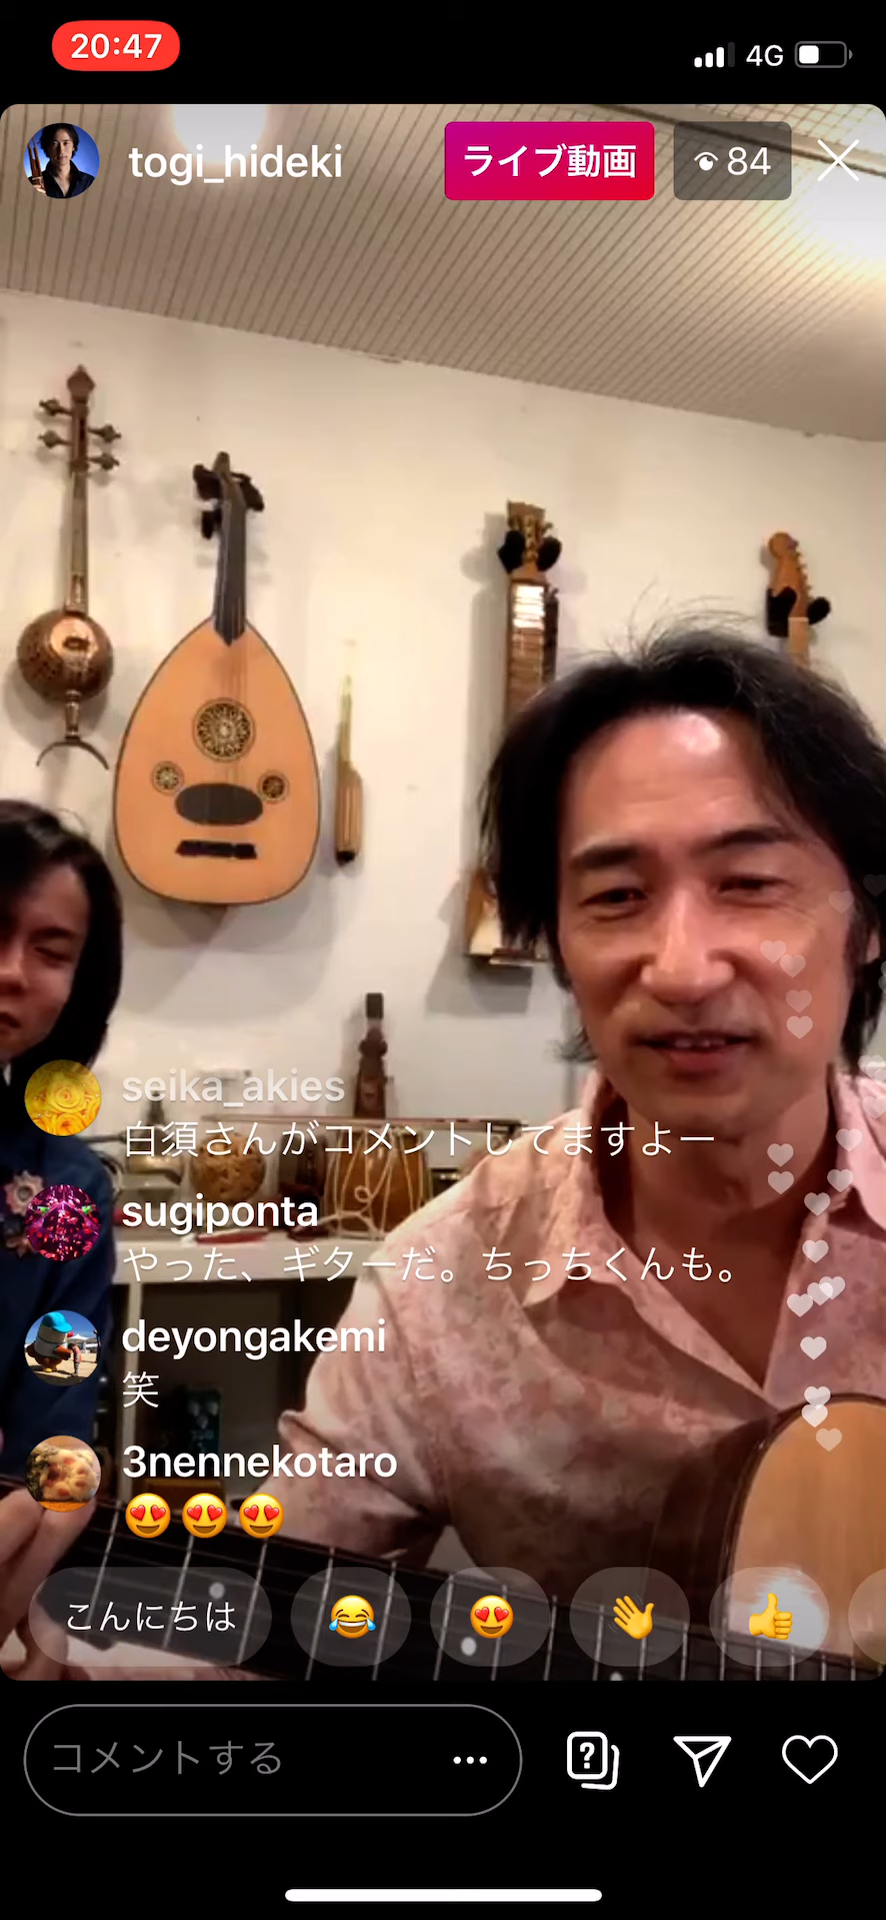 20:47
4G
togi_hideki
ライブ動画
84
seika_akies
白須さんがコメントしてますよー
sugiponta
やった、ギターだ。ちっちくんも。
deyongakemi
笑
3nennekotaro
😍😍😍
こんにちは
コメントする